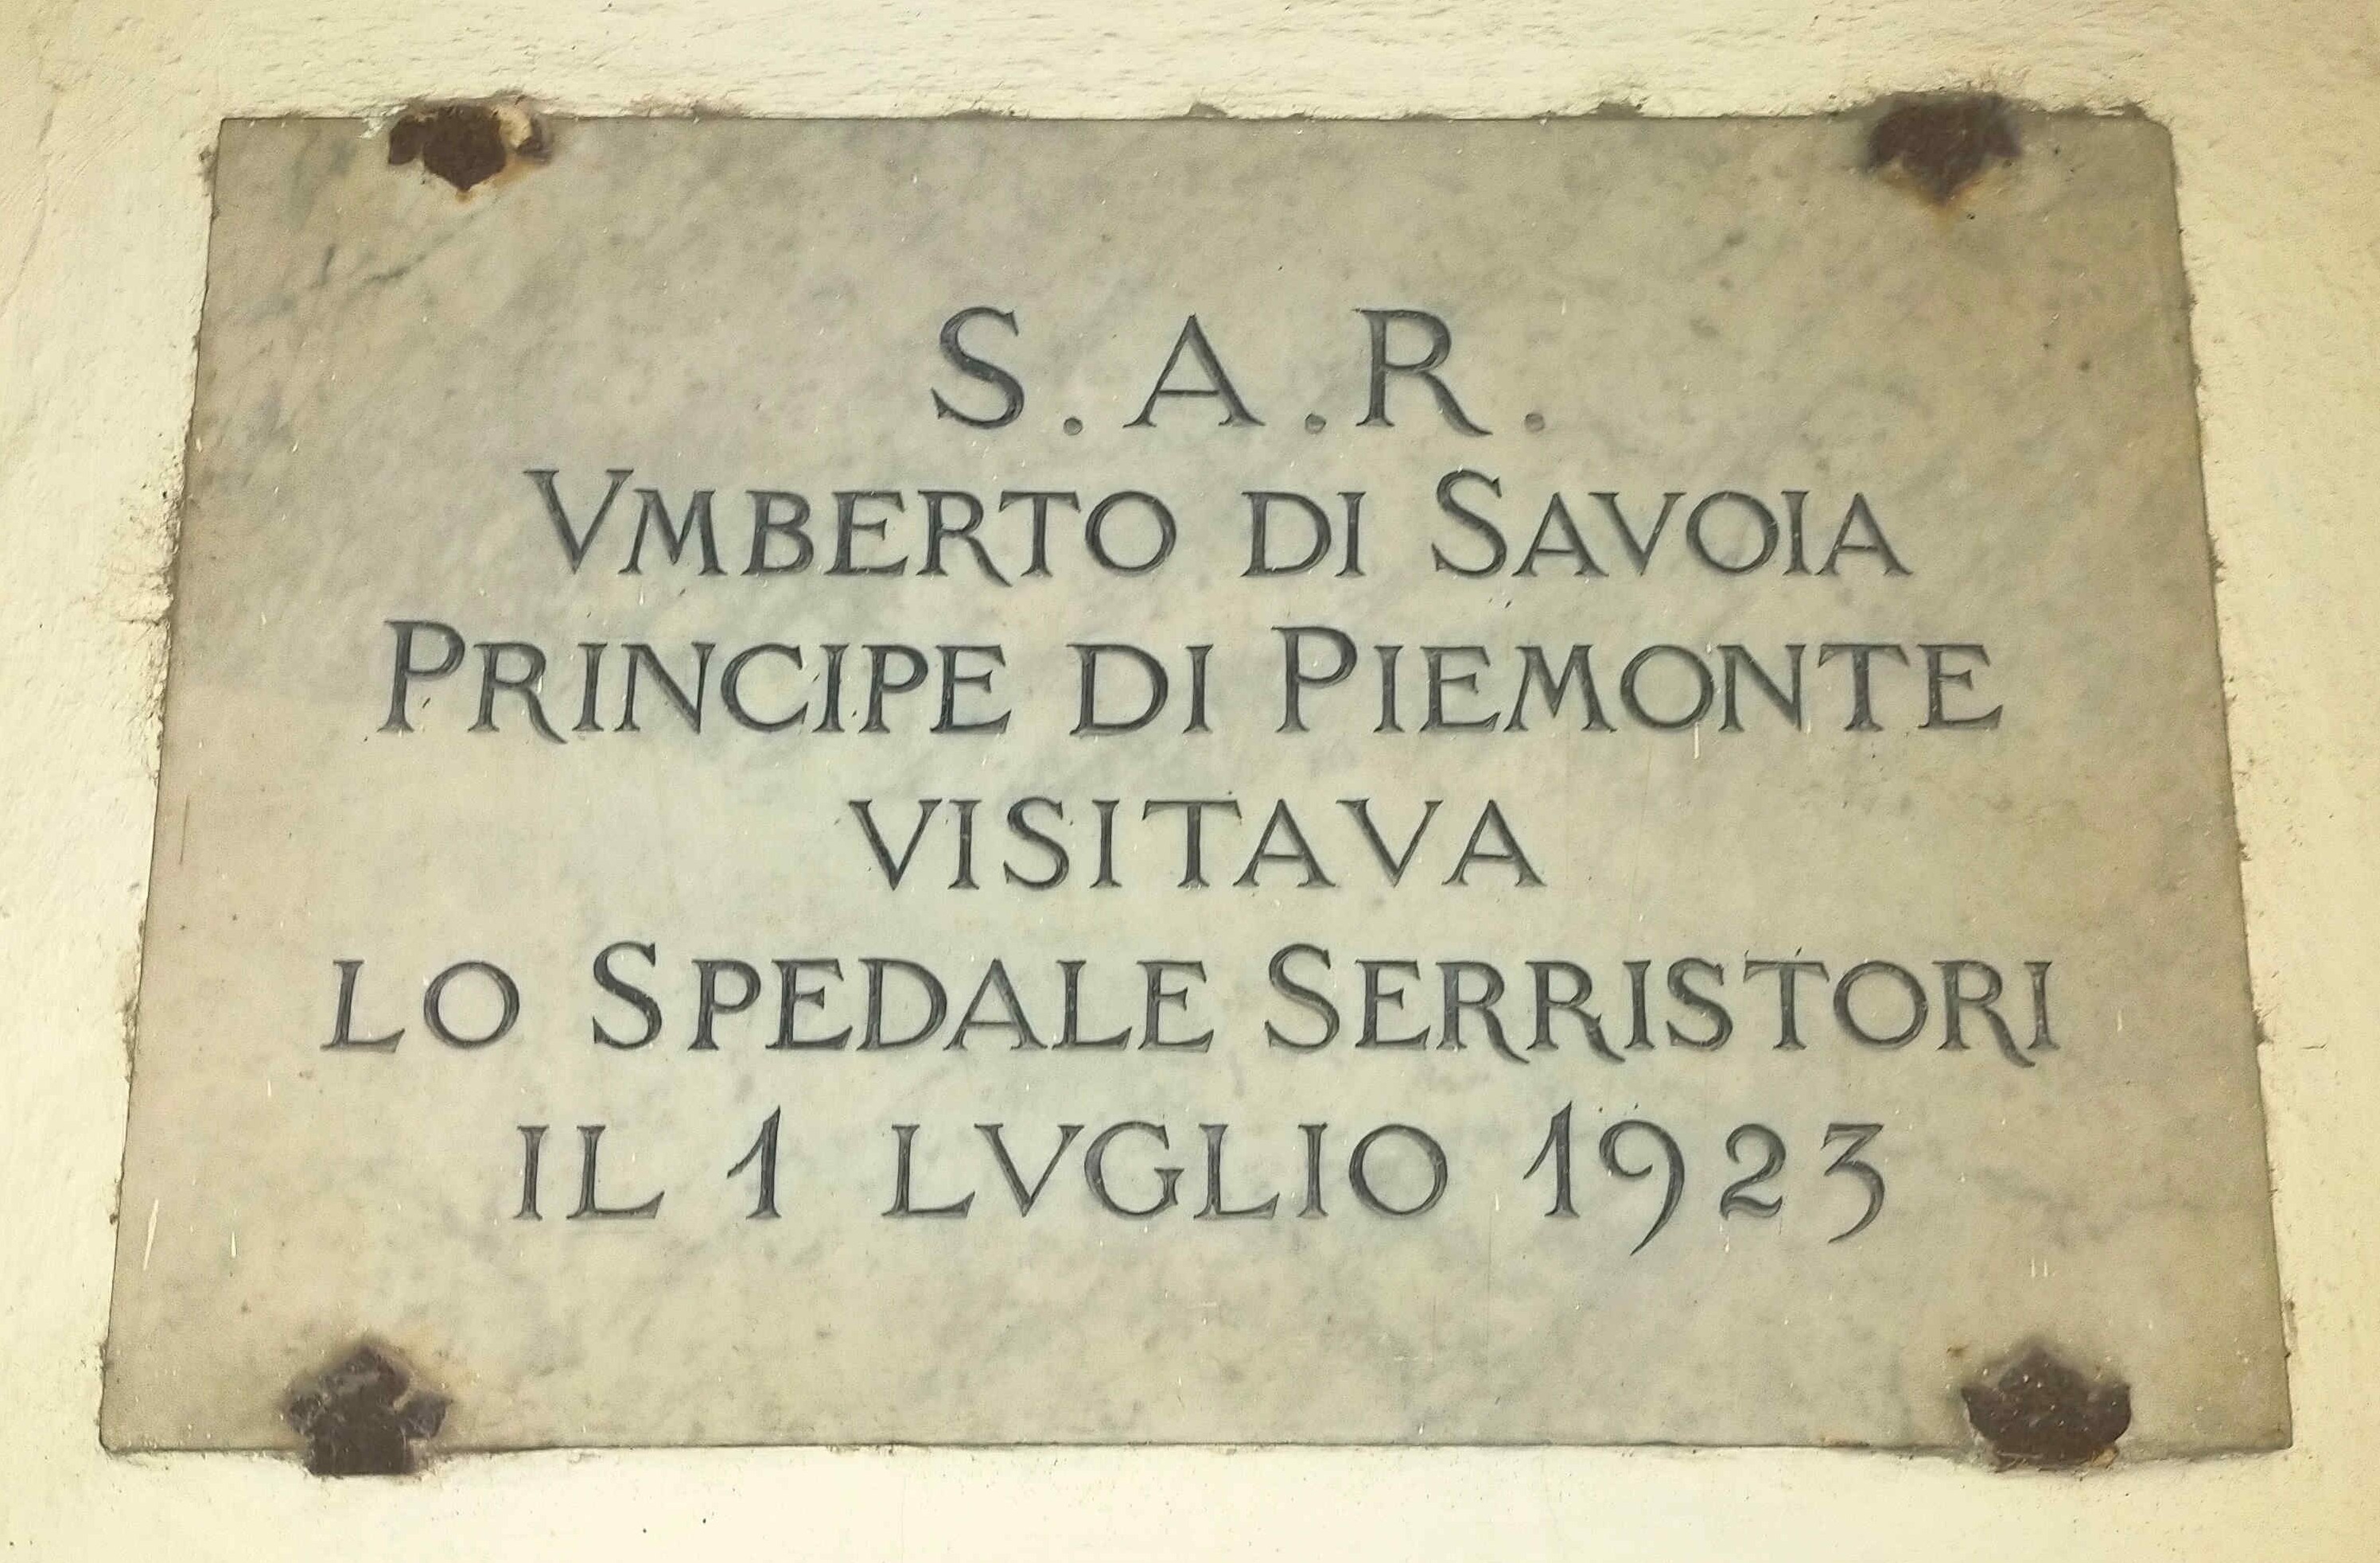 S.A.R.
VMBERTO DI SAVOIA
PRINCIPE DI PIEMONTE
VISITAVA
LO SPEDALE SERRISTORI
IL 1 LVGLIO 1923